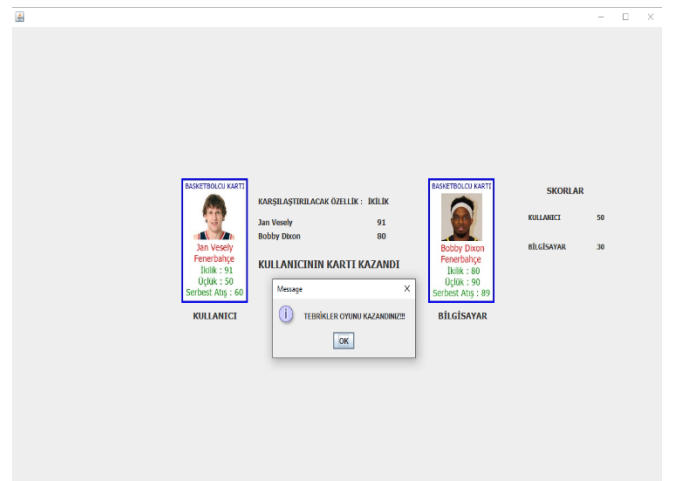 BASKETBOLCU KARTI
Jan Vesely
Fenerbahçe
İkilik : 91
Üçlük : 50
Serbest Atış : 60
KULLANICI
KARŞILAŞTIRILACAK ÖZELLİK : İKİLİK
Jan Vesely 91
Bobby Dixon 80
KULLANICININ KARTI KAZANDI
Message
TEBRİKLER OYUNU KAZANDINIZ!!!
OK
BASKETBOLCU KARTI
Bobby Dixon
Fenerbahçe
İkilik : 80
Üçlük : 90
Serbest Atış : 89
BİLGİSAYAR
SKORLAR
KULLANICI 50
BİLGİSAYAR 30